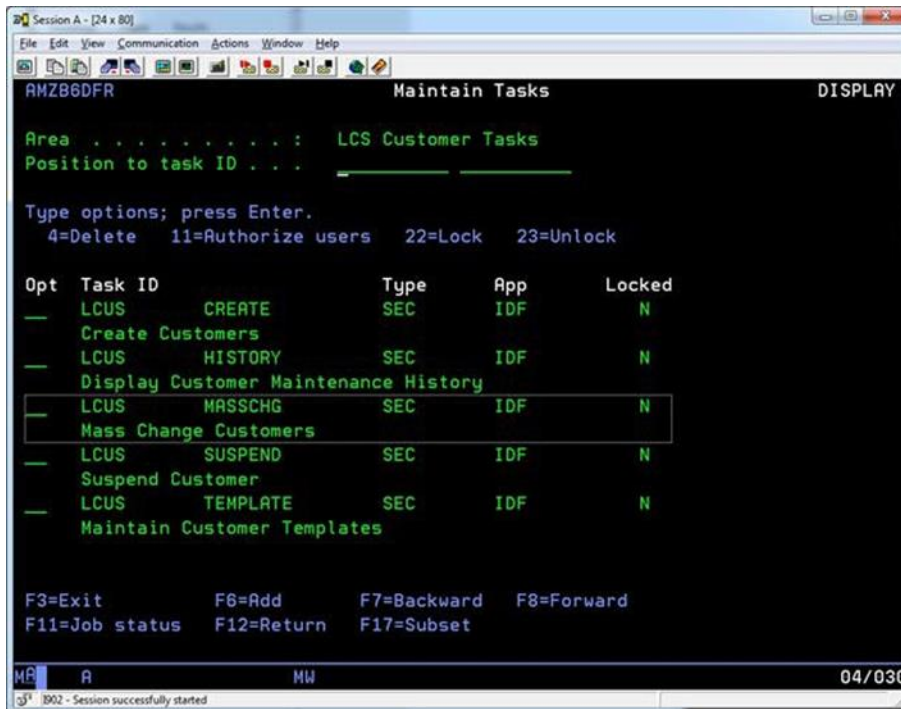 Session A - [24 x 80]
File Edit View Communication Actions Window Help
AMZB6DFR Maintain Tasks DISPLAY
Area . . . . . . . . . . : LCS Customer Tasks
Position to task ID . . .
Type options; press Enter.
4=Delete 11=Authorize users 22=Lock 23=Unlock
Opt Task ID Type App Locked
LCUS CREATE SEC IDF N
Create Customers
LCUS HISTORY SEC IDF N
Display Customer Maintenance History
LCUS MASSCHG SEC IDF N
Mass Change Customers
LCUS SUSPEND SEC IDF N
Suspend Customer
LCUS TEMPLATE SEC IDF N
Maintain Customer Templates
F3=Exit F6=Add F7=Backward F8=Forward
F11=Job status F12=Return F17=Subset
MA A MW 04/030
I902 - Session successfully started